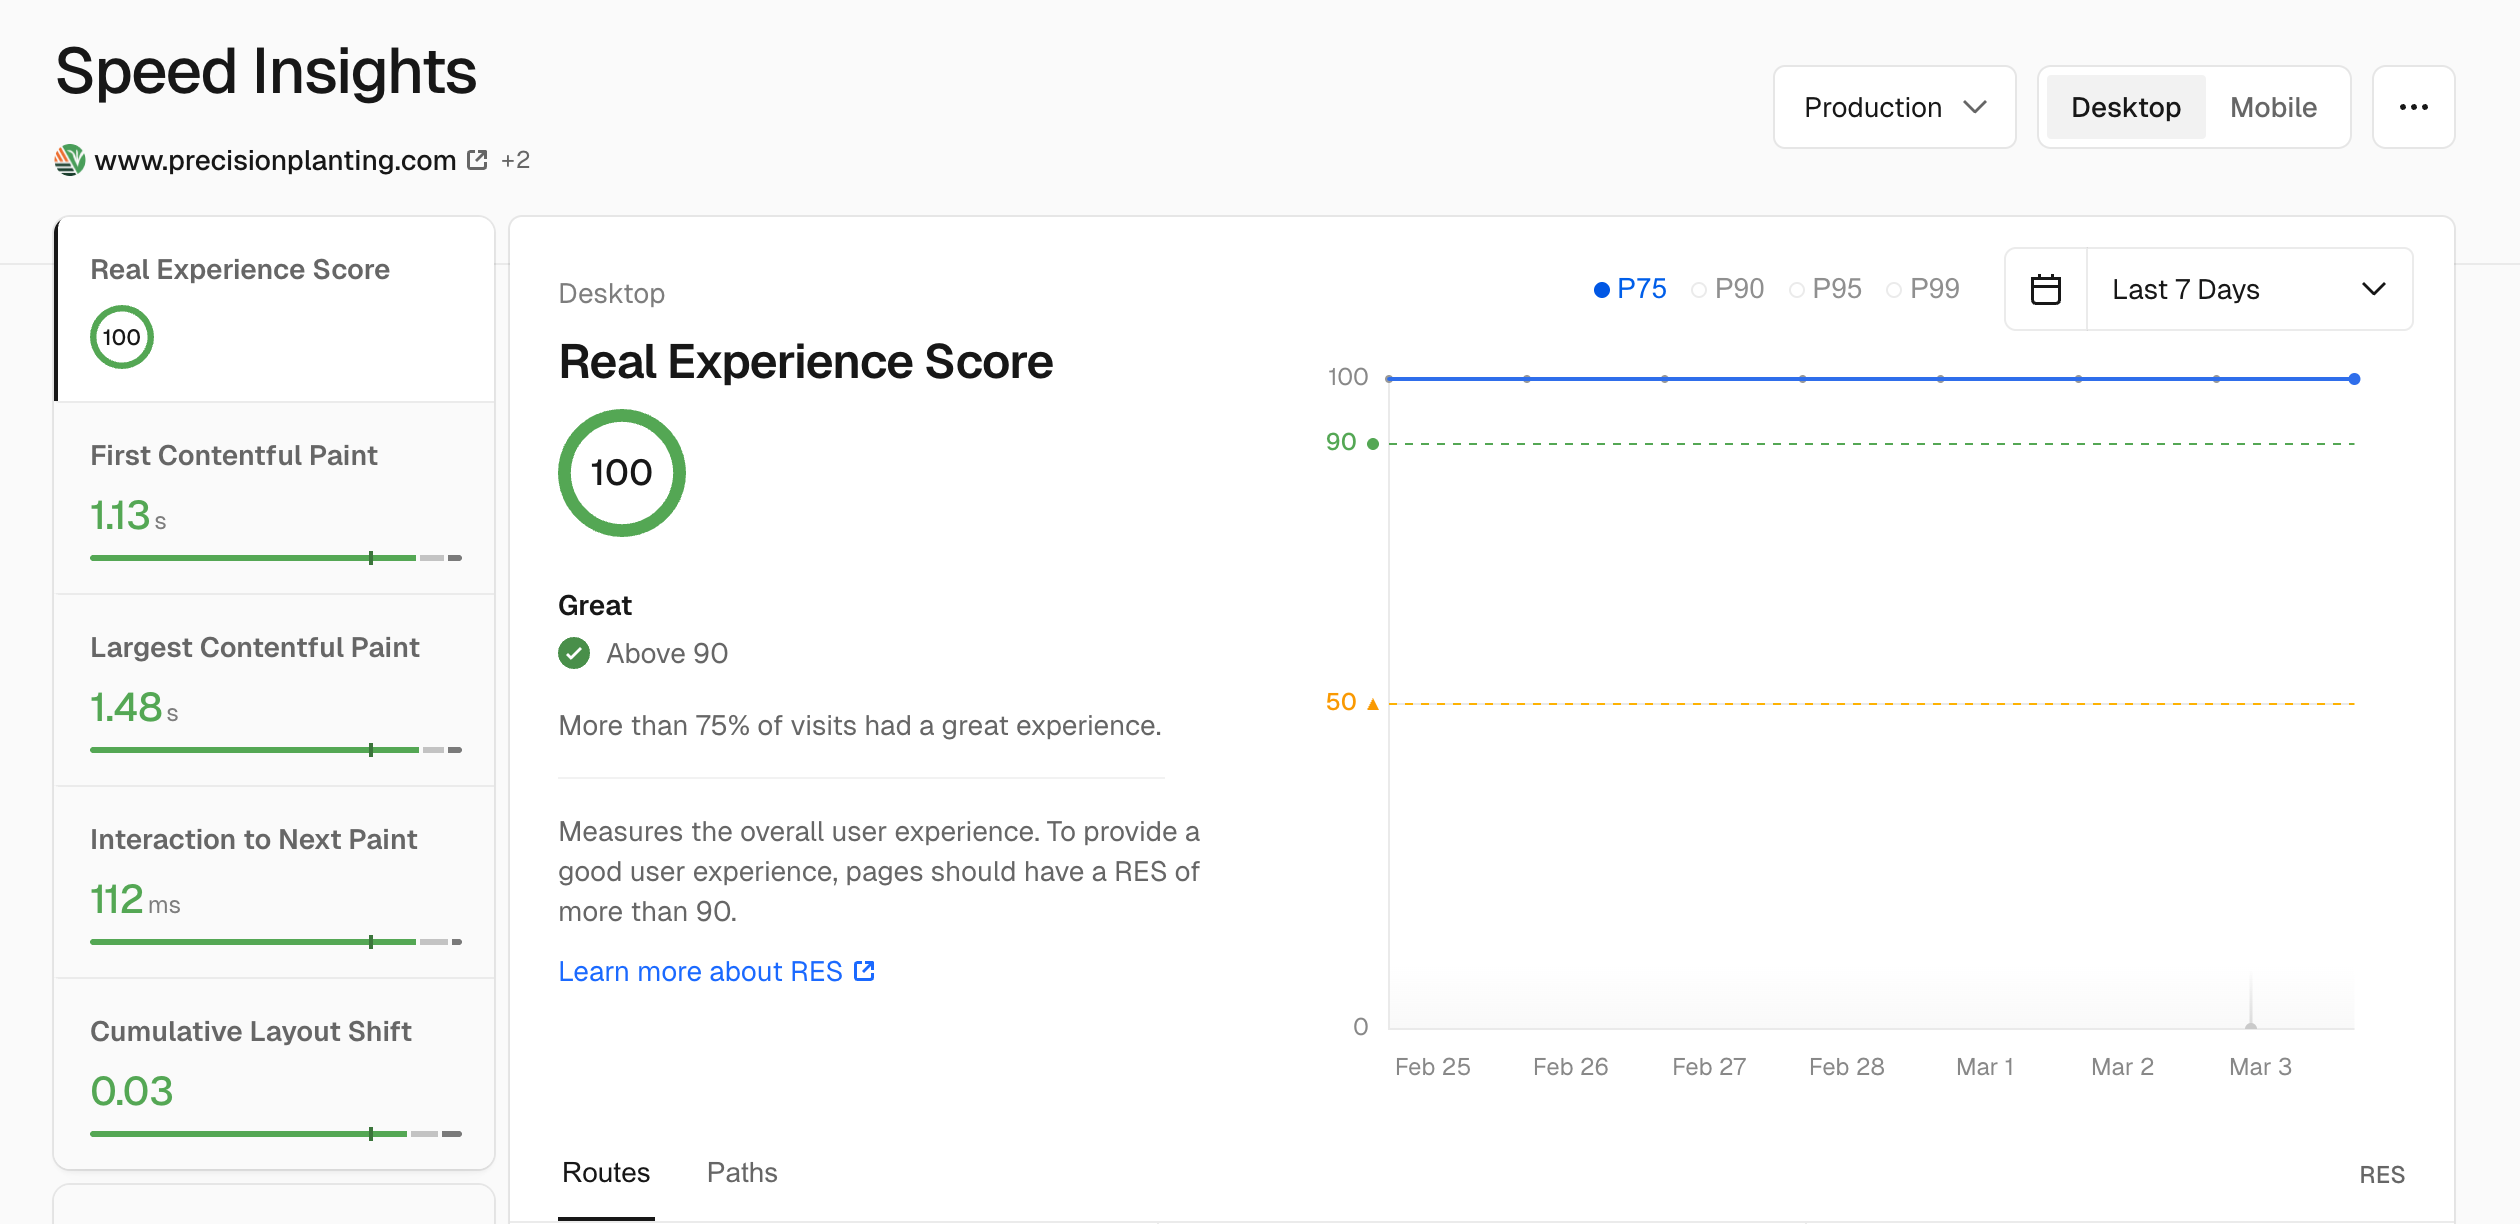 Speed Insights
www.precisionplanting.com +2
Production
Desktop
Mobile
Real Experience Score
100
First Contentful Paint
1.13 s
Largest Contentful Paint
1.48 s
Interaction to Next Paint
112 ms
Cumulative Layout Shift
0.03
Desktop
Real Experience Score
100
Great
Above 90
More than 75% of visits had a great experience.
Measures the overall user experience. To provide a
good user experience, pages should have a RES of
more than 90.
Learn more about RES
P75 P90 P95 P99
Last 7 Days
100
90
50
0
Feb 25 Feb 26 Feb 27 Feb 28 Mar 1 Mar 2 Mar 3
Routes Paths RES